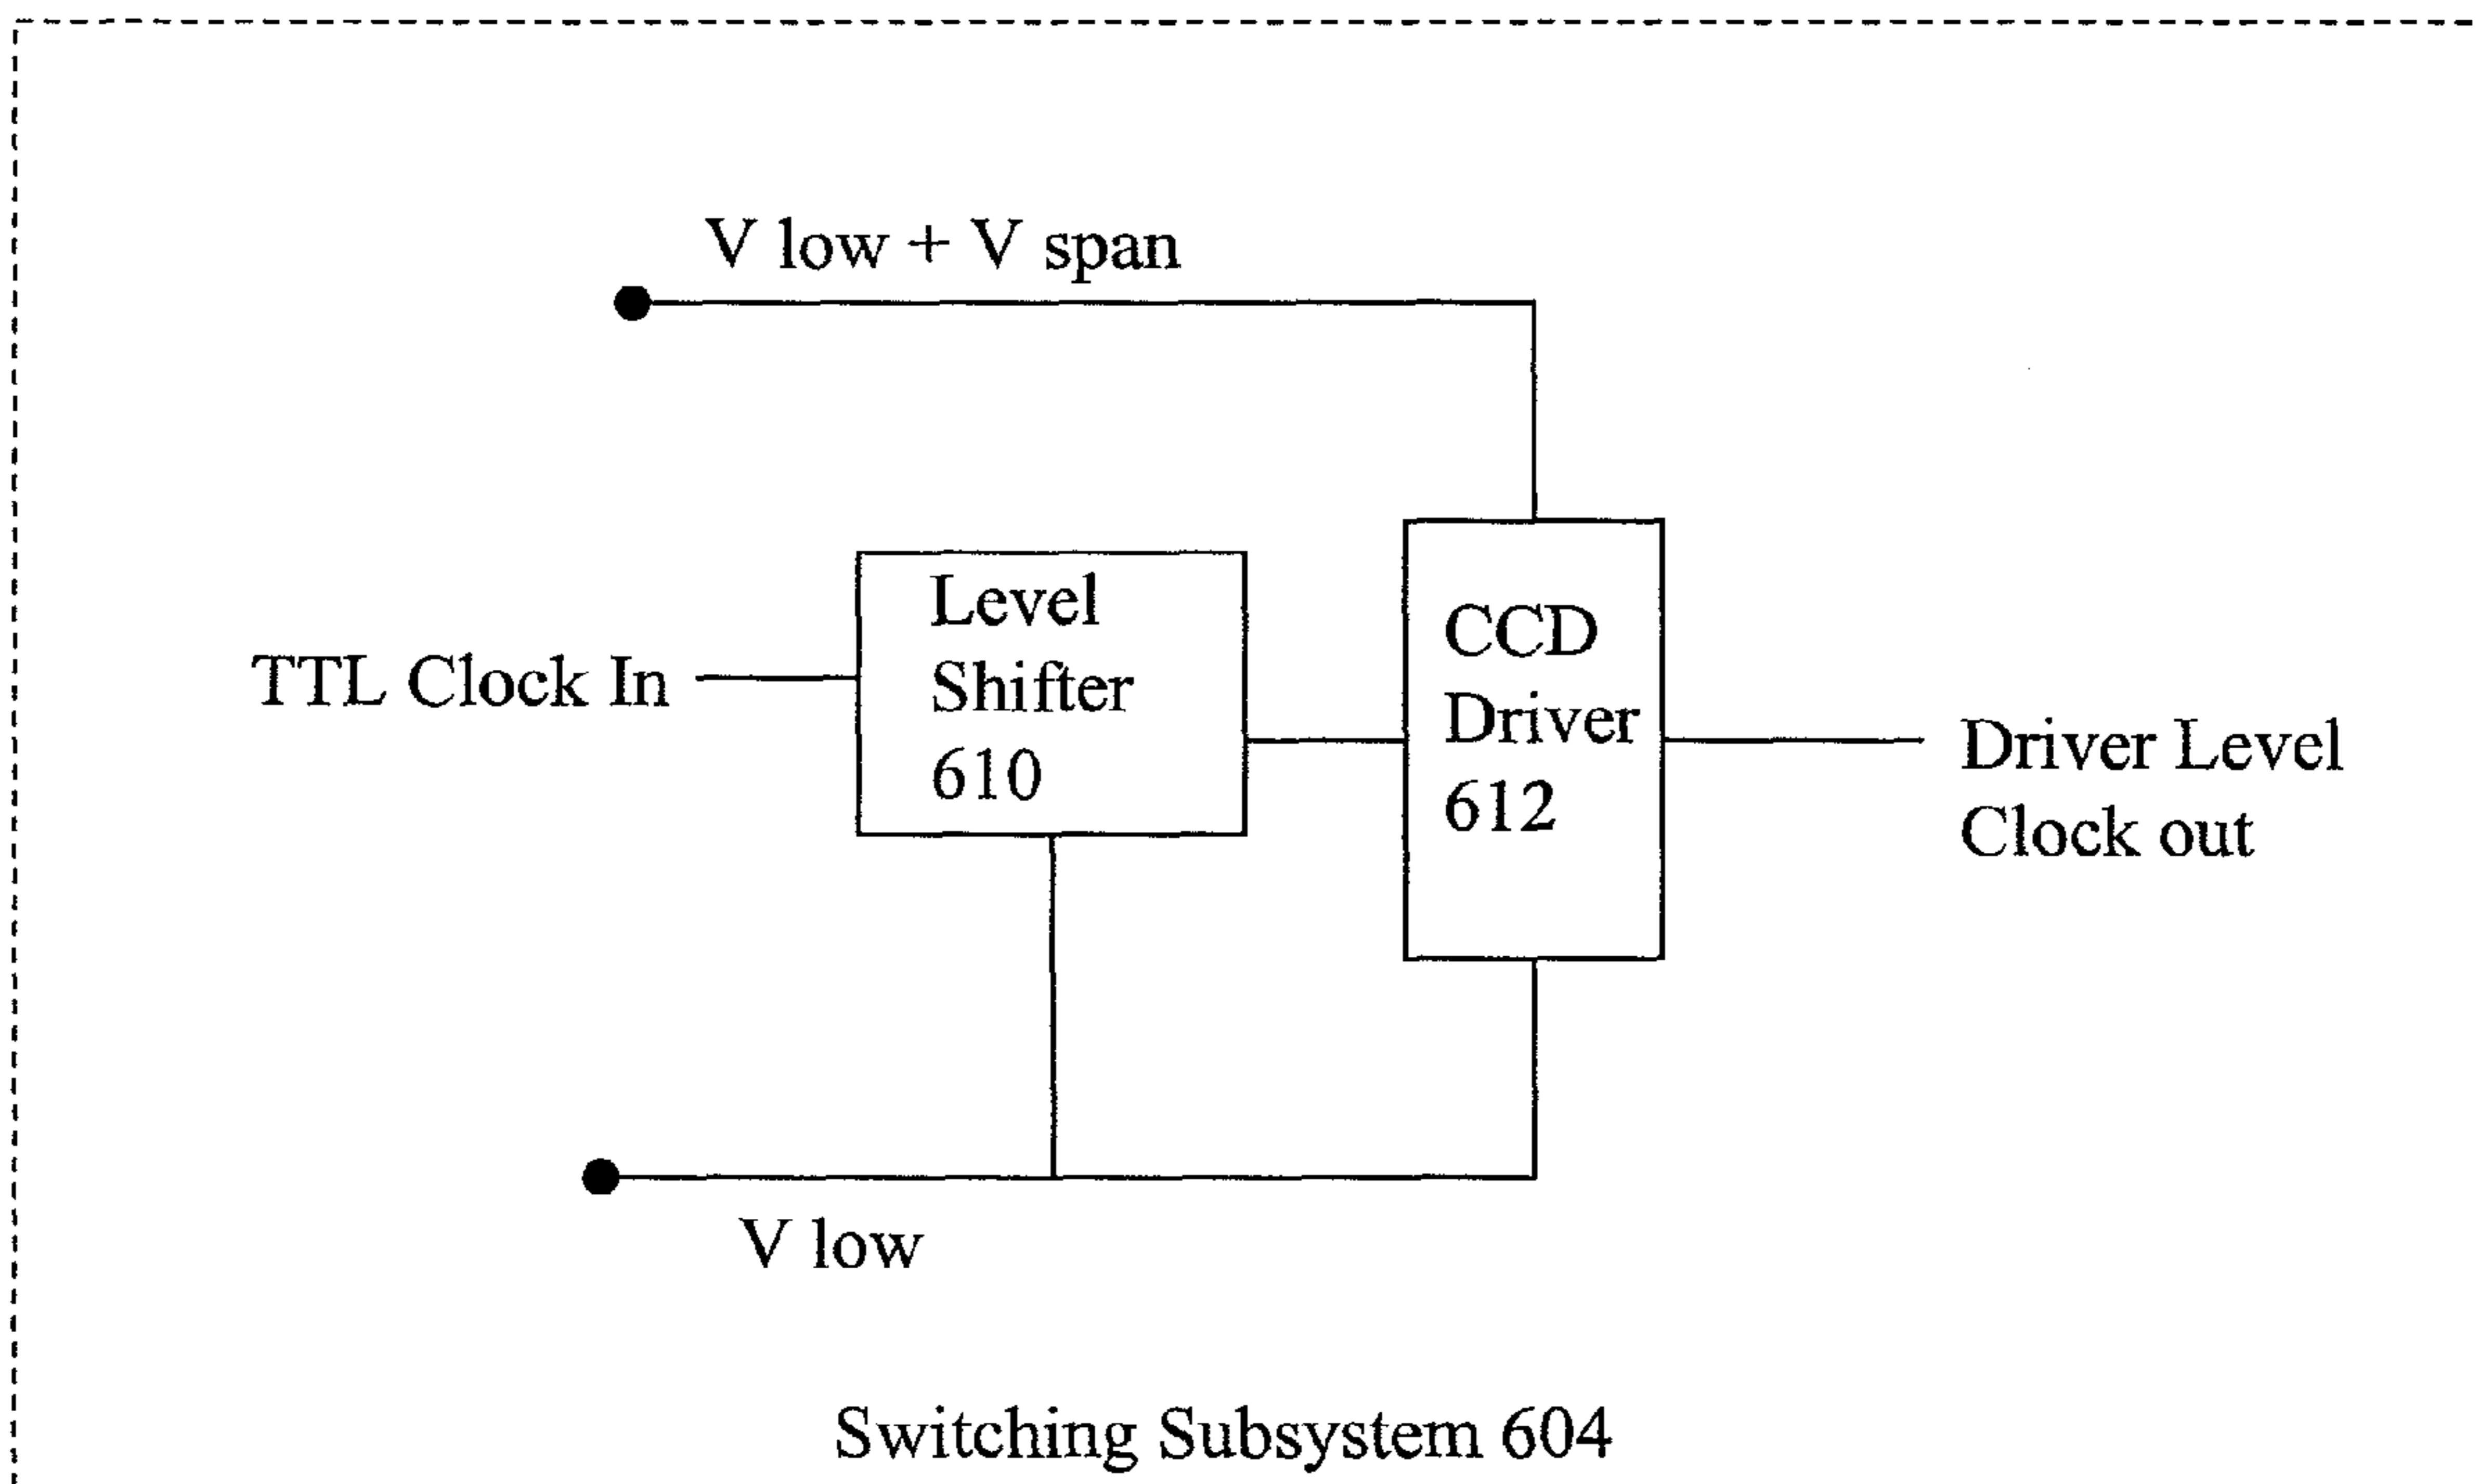 V low + V span
TTL Clock In
Level
Shifter
610
CCD
Driver
612
Driver Level
Clock out
V low
Switching Subsystem 604